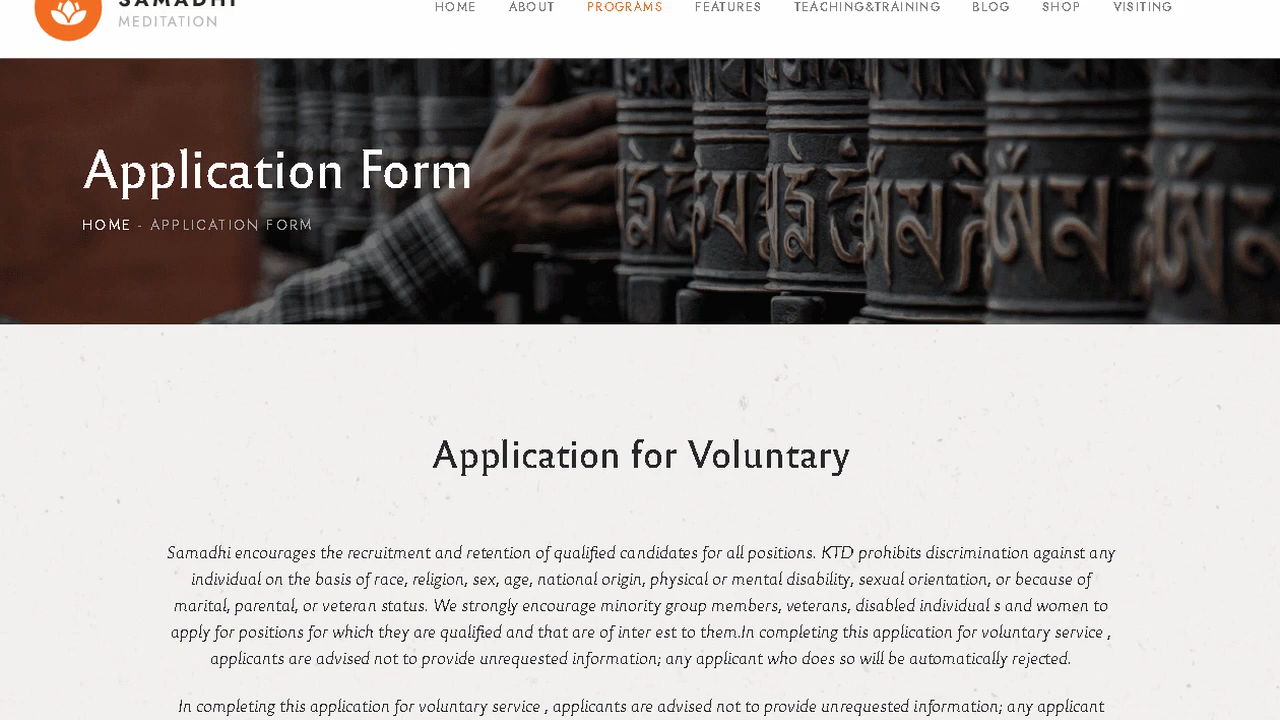 SAMADHI
MEDITATION
HOME ABOUT PROGRAMS FEATURES TEACHING&TRAINING BLOG SHOP VISITING
Application Form
HOME - APPLICATION FORM
Application for Voluntary
Samadhi encourages the recruitment and retention of qualified candidates for all positions. KTD prohibits discrimination against any
individual on the basis of race, religion, sex, age, national origin, physical or mental disability, sexual orientation, or because of
marital, parental, or veteran status. We strongly encourage minority group members, veterans, disabled individual s and women to
apply for positions for which they are qualified and that are of inter est to them.In completing this application for voluntary service ,
applicants are advised not to provide unrequested information; any applicant who does so will be automatically rejected.
In completing this application for voluntary service , applicants are advised not to provide unrequested information; any applicant